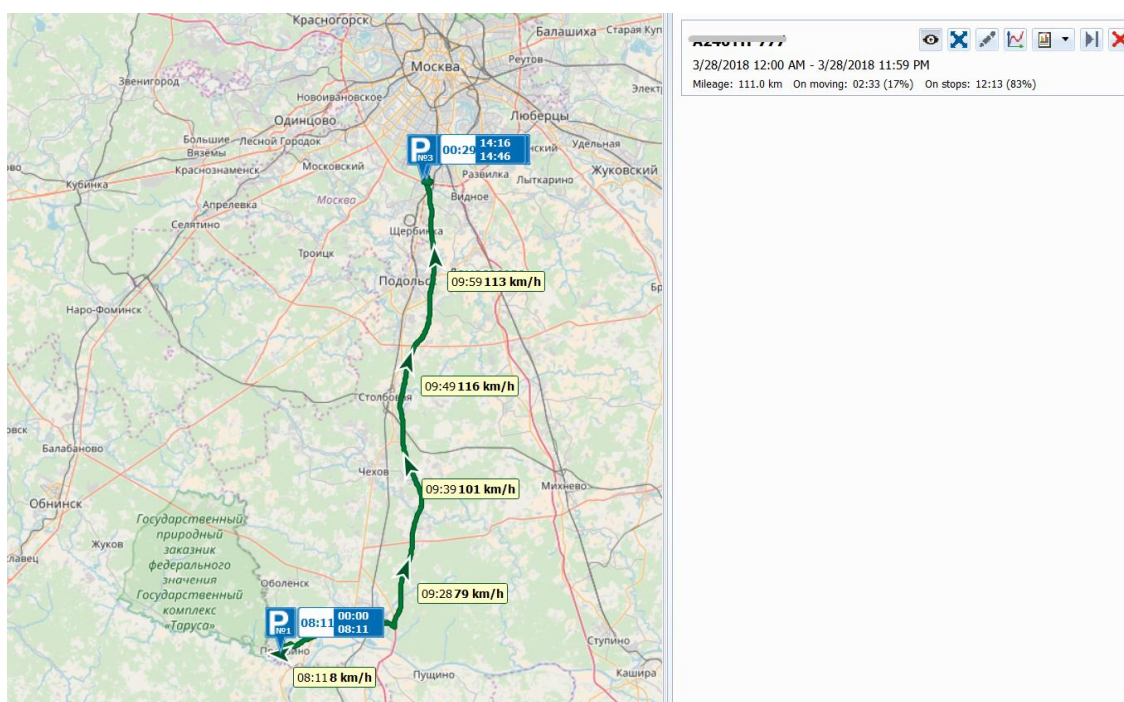 Красногорск
Балашиха
Старая Куп
Реутов
Москва
Звенигород
Новоивановское
Элект
Одинцово
Люберцы
Большие Вязёмы
Лесной Городок
P №3 00:29 14:16 14:46
нский
Удельная
Краснознаменск
Московский
Развилка
Лыткарино
Жуковский
Кубинка
Апрелевка
Москва
Видное
Селятино
Щербинка
Троицк
Подольс
09:59 113 km/h
Наро-Фоминск
09:49 116 km/h
Столбовая
Балабаново
Чехов
09:39 101 km/h
Михнево
Обнинск
Государственный
природный
заказник
федерального
значения
Государственный
комплекс
«Таруса»
Жуков
Оболенск
09:28 79 km/h
P №1 08:11 00:00 08:11
Ступино
08:11 8 km/h
Пущино
Кашира
3/28/2018 12:00 AM - 3/28/2018 11:59 PM
Mileage: 111.0 km On moving: 02:33 (17%) On stops: 12:13 (83%)